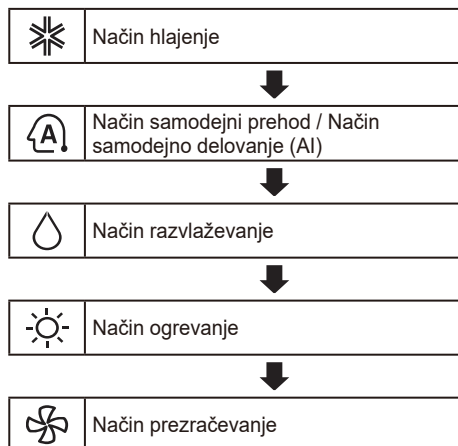 Način hlajenje
A
Način samodejni prehod / Način
samodejno delovanje (AI)
Način razvlaževanje
Način ogrevanje
Način prezračevanje